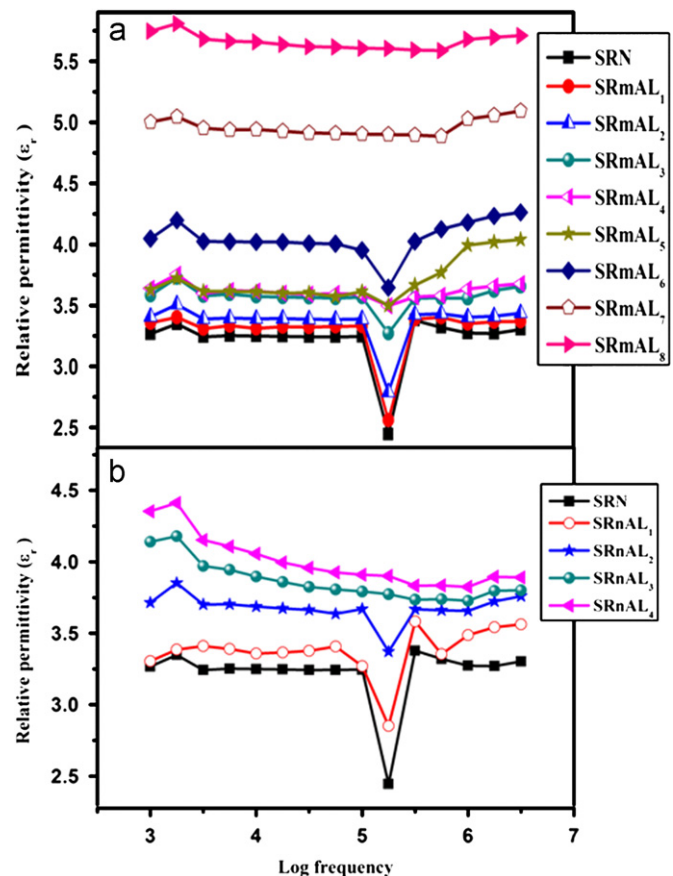 a
Relative permittivity (εr)
5.5
5.0
4.5
4.0
3.5
3.0
2.5
SRN
SRmAL1
SRmAL2
SRmAL3
SRmAL4
SRmAL5
SRmAL6
SRmAL7
SRmAL8
b
Relative permittivity (εr)
4.5
4.0
3.5
3.0
2.5
SRN
SRnAL1
SRnAL2
SRnAL3
SRnAL4
3 4 5 6 7
Log frequency